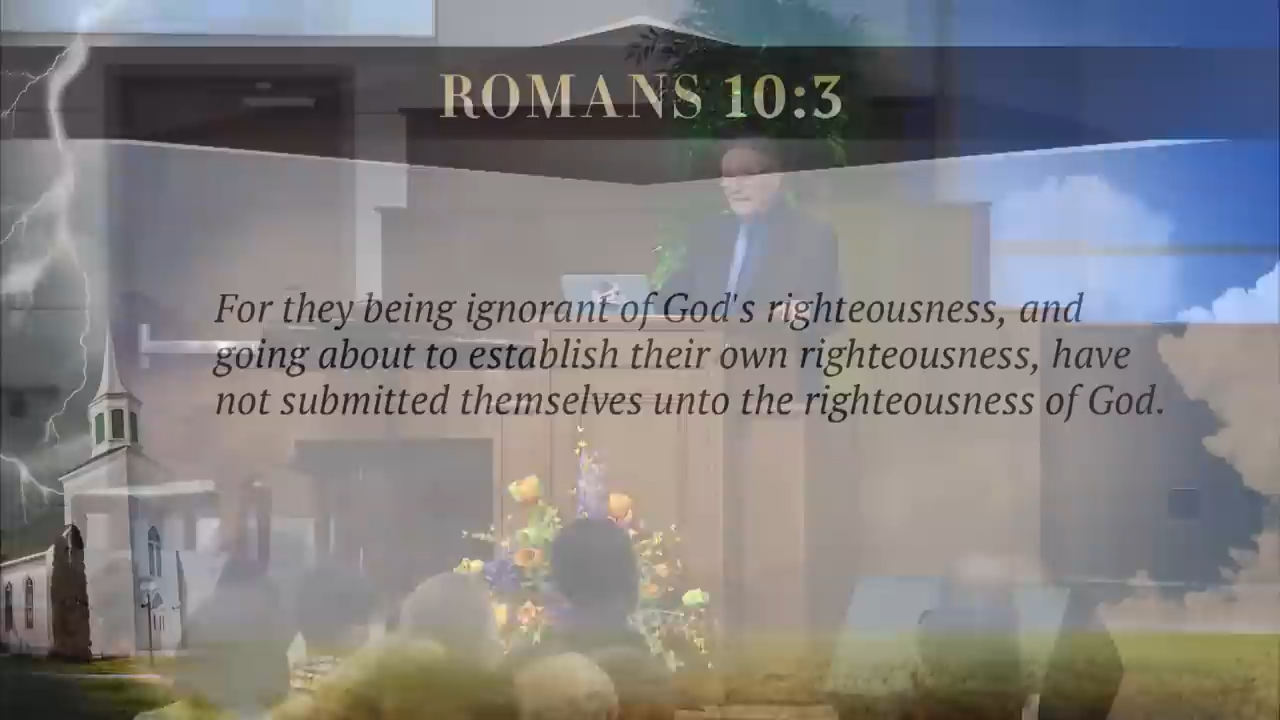 ROMANS 10:3
For they being ignorant of God's righteousness, and
going about to establish their own righteousness, have
not submitted themselves unto the righteousness of God.